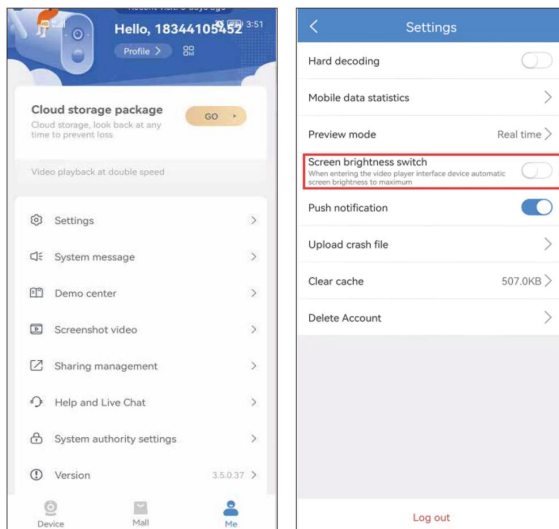 Hello, 18344105452
3:51
Profile >
Cloud storage package
Cloud storage, look back at any
time to prevent loss
GO
Video playback at double speed
Settings
System message
Demo center
Screenshot video
Sharing management
Help and Live Chat
System authority settings
Version 3.5.0.37
Device Mall Me
Settings
Hard decoding
Mobile data statistics
Preview mode Real time
Screen brightness switch
When entering the video player interface device automatic
screen brightness to maximum
Push notification
Upload crash file
Clear cache 507.0KB
Delete Account
Log out